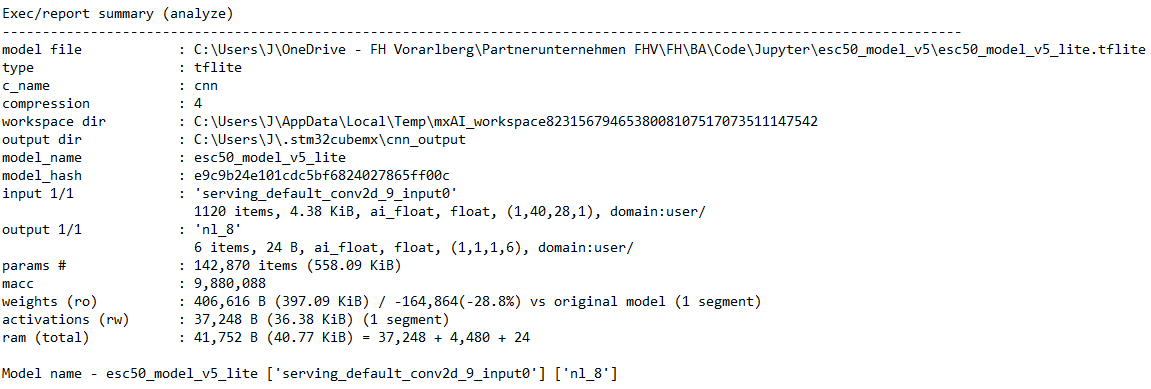 Exec/report summary (analyze)
------------------------------------------------------------------------------------------------------------------------
model file : C:\Users\J\OneDrive - FH Vorarlberg\Partnerunternehmen FHV\FH\BA\Code\Jupyter\esc50_model_v5\esc50_model_v5_lite.tflite
type : tflite
c_name : cnn
compression : 4
workspace dir : C:\Users\J\AppData\Local\Temp\mxAI_workspace82315679465380081075170735111475​42
output dir : C:\Users\J\.stm32cubemx\cnn_output
model_name : esc50_model_v5_lite
model_hash : e9c9b24e101cdc5bf6824027865ff00c
input 1/1 : 'serving_default_conv2d_9_input0'
1120 items, 4.38 KiB, ai_float, float, (1,40,28,1), domain:user/
output 1/1 : 'nl_8'
6 items, 24 B, ai_float, float, (1,1,1,6), domain:user/
params # : 142,870 items (558.09 KiB)
macc : 9,880,088
weights (ro) : 406,616 B (397.09 KiB) / -164,864(-28.8%) vs original model (1 segment)
activations (rw) : 37,248 B (36.38 KiB) (1 segment)
ram (total) : 41,752 B (40.77 KiB) = 37,248 + 4,480 + 24
Model name - esc50_model_v5_lite ['serving_default_conv2d_9_input0'] ['nl_8']